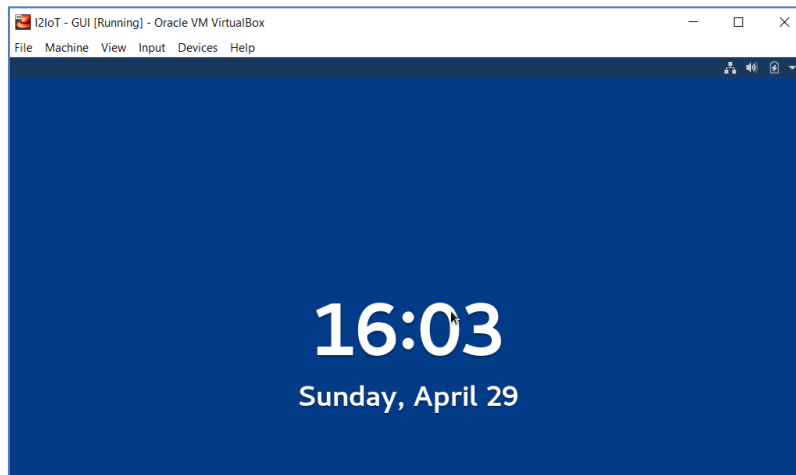 I2IoT - GUI [Running] - Oracle VM VirtualBox
File Machine View Input Devices Help
16:03
Sunday, April 29